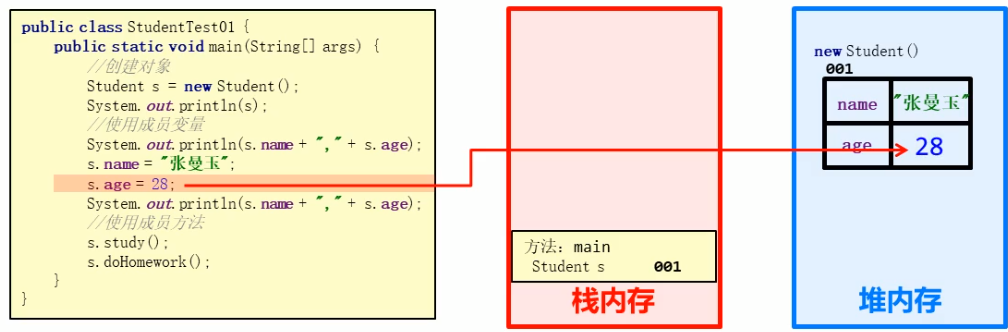 public class StudentTest01 {
public static void main(String[] args) {
//创建对象
Student s = new Student();
System.out.println(s);
//使用成员变量
System.out.println(s.name + "," + s.age);
s.name = "张曼玉";
s.age = 28;
System.out.println(s.name + "," + s.age);
//使用成员方法
s.study();
s.doHomework();
}
}
方法：main
Student s 001
栈内存
new Student()
001
name "张曼玉"
age 28
堆内存